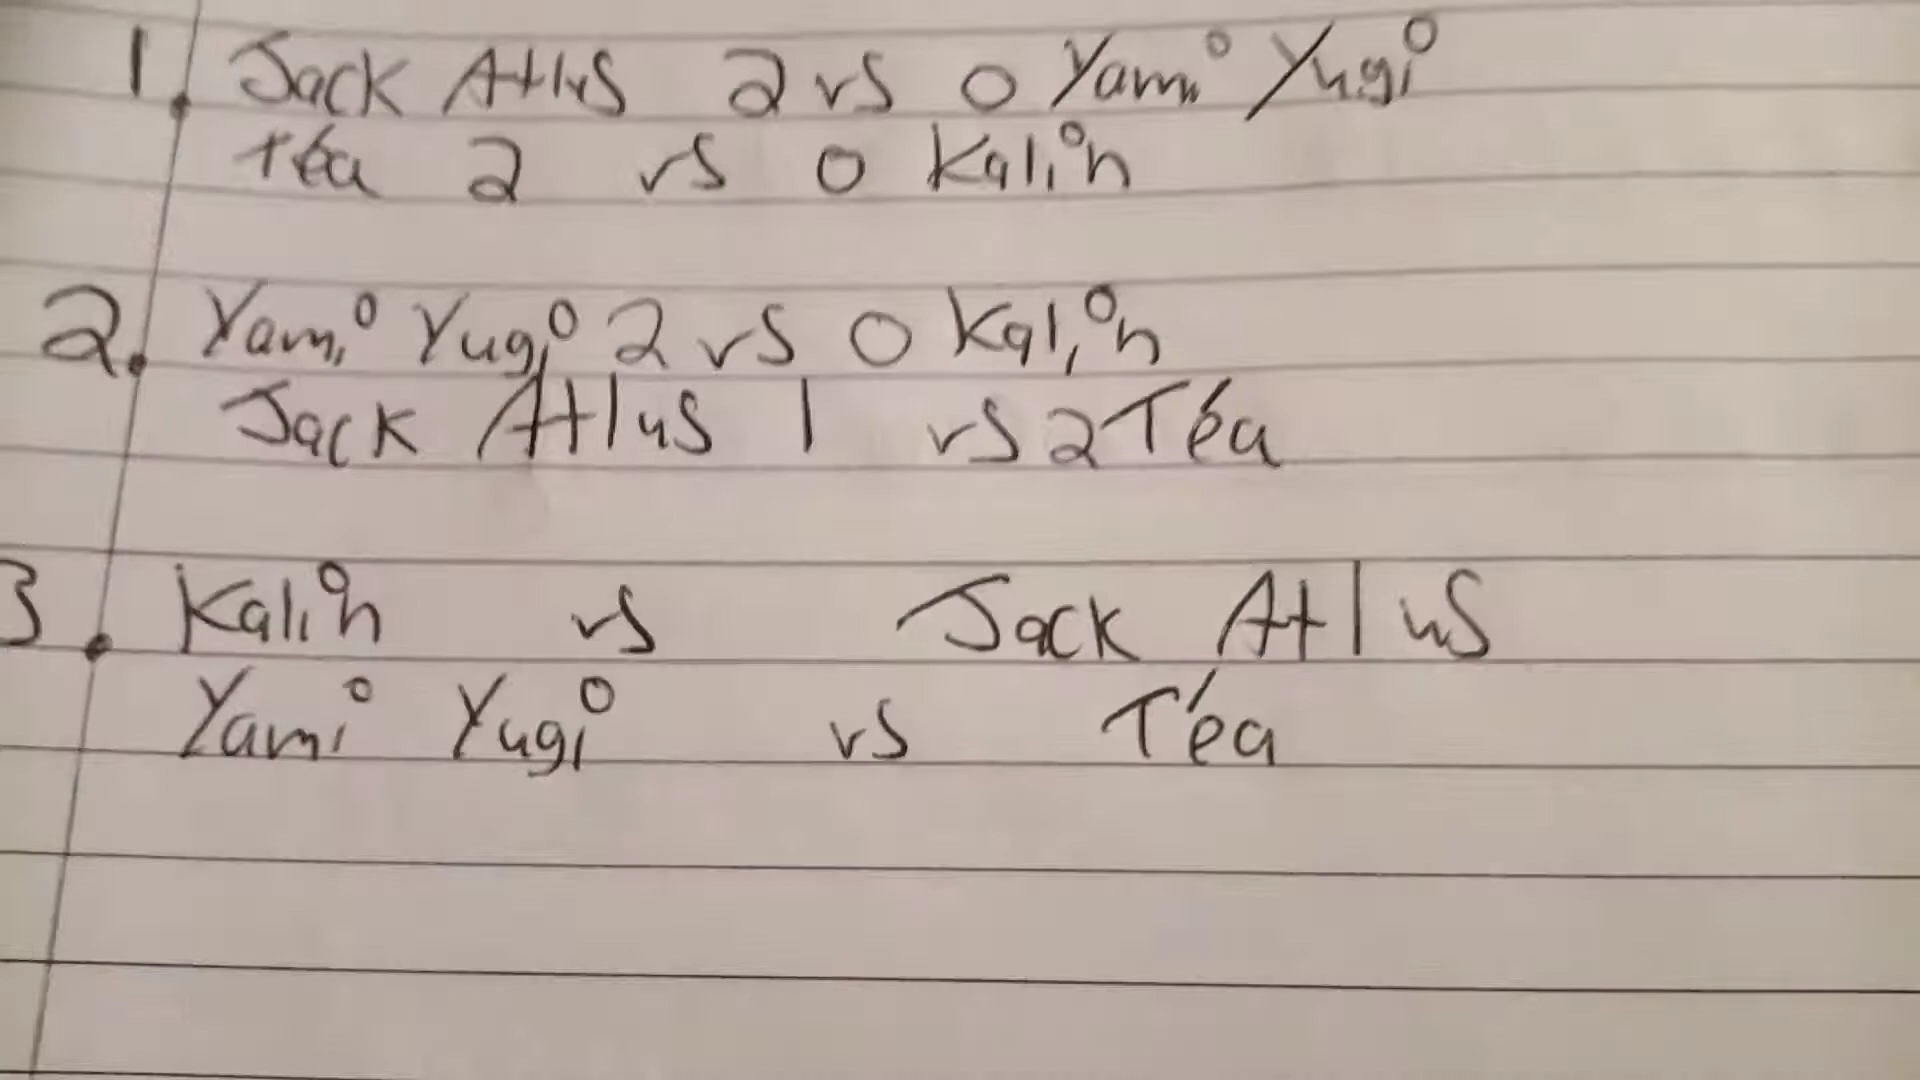 1. Jack Atlus 2 vs 0 Yami Yugi
Téa 2 vs 0 Kalin
2. Yami Yugi 2 vs 0 Kalin
Jack Atlus 1 vs 2 Téa
3. Kalin vs Jack Atlus
Yami Yugi vs Téa